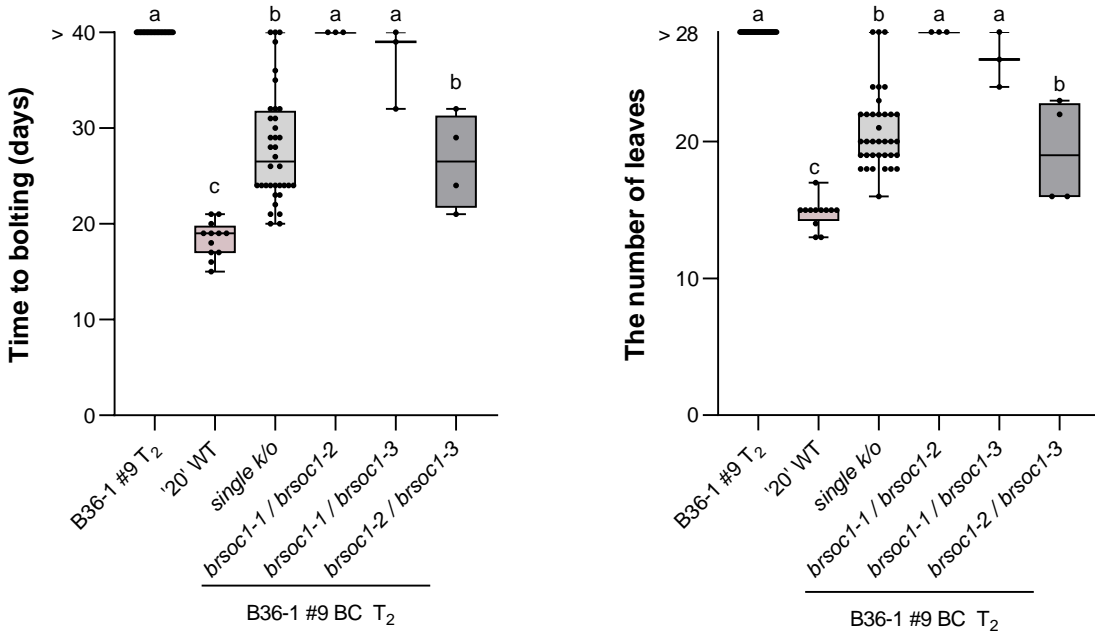 Time to bolting (days)
> 40
30
20
10
0
a
c
b
a
a
b
B36-1 #9 T2
'20' WT
single k/o
brsoc1-1 / brsoc1-2
brsoc1-1 / brsoc1-3
brsoc1-2 / brsoc1-3
B36-1 #9 BC T2
The number of leaves
> 28
20
10
0
a
c
b
a
a
b
B36-1 #9 T2
'20' WT
single k/o
brsoc1-1 / brsoc1-2
brsoc1-1 / brsoc1-3
brsoc1-2 / brsoc1-3
B36-1 #9 BC T2